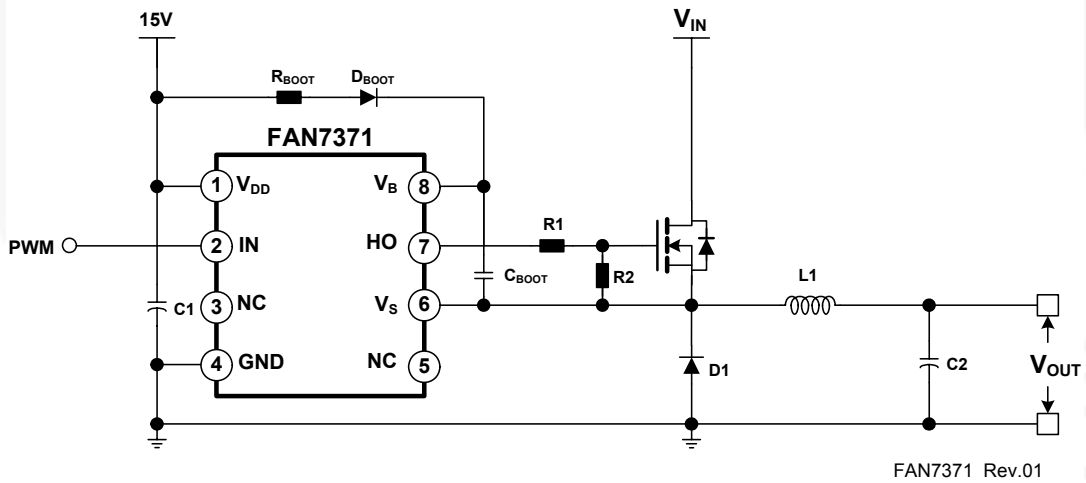 15V
V_IN
R_BOOT
D_BOOT
FAN7371
1 V_DD
V_B 8
PWM
2 IN
HO 7
R1
R2
C_BOOT
L1
C1
3 NC
V_S 6
4 GND
NC 5
D1
C2
V_OUT
FAN7371 Rev.01